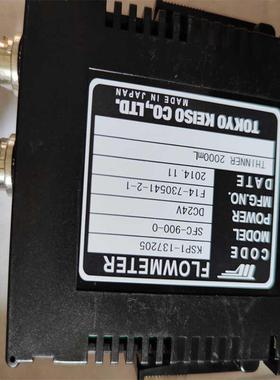 FLOWMETER
CODE KSP1-137205
MODEL SFC-900-0
POWER DC24V
MFG.NO. F14-730541-2-1
DATE 2014.11
THINNER 2000mL
TOKYO KEISO CO.,LTD.
MADE IN JAPAN